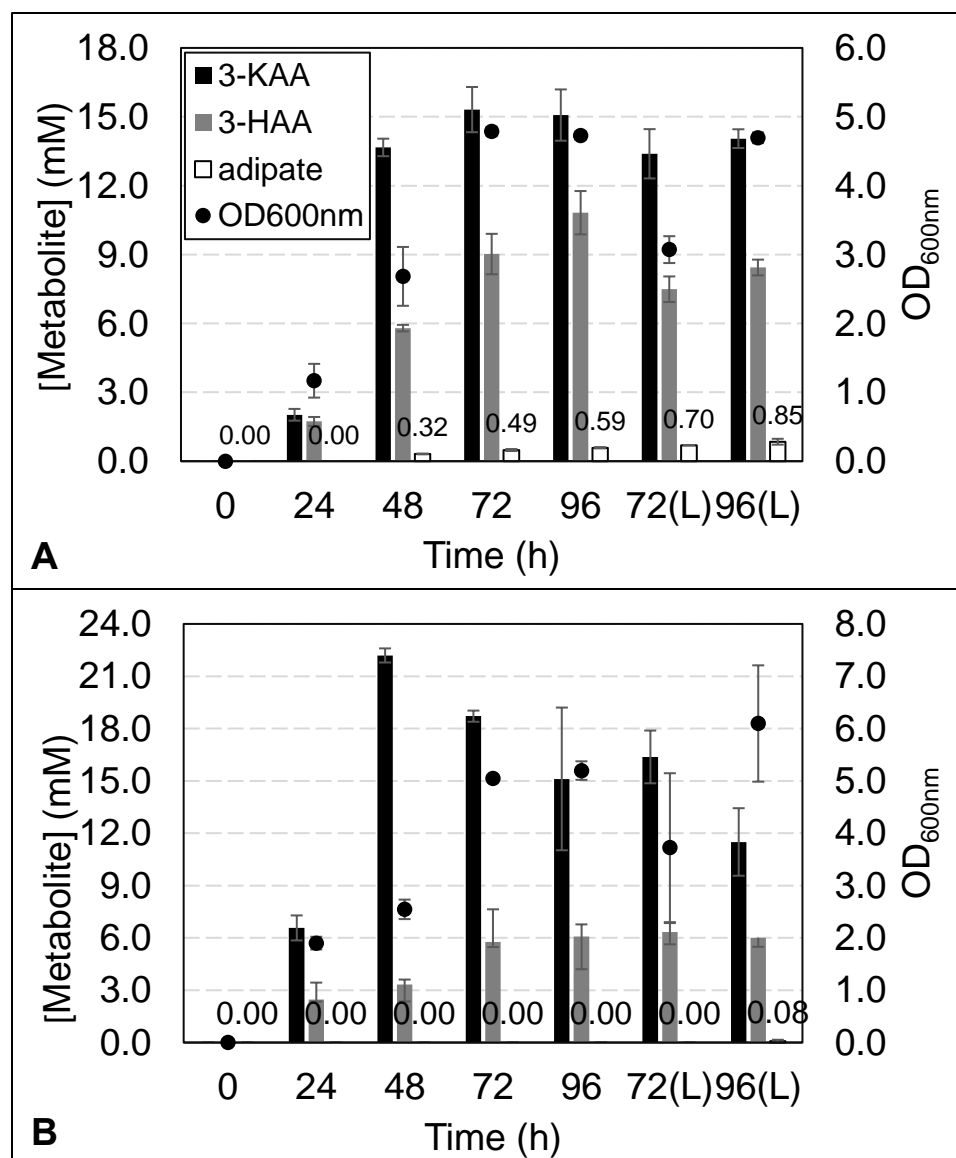 18.0
15.0
12.0
9.0
6.0
3.0
0.0
[Metabolite] (mM)
3-KAA
3-HAA
adipate
OD600nm
0.00 0.00 0.32 0.49 0.59 0.70 0.85
6.0
5.0
4.0
3.0
2.0
1.0
0.0
OD600nm
0 24 48 72 96 72(L) 96(L)
Time (h)
A
24.0
21.0
18.0
15.0
12.0
9.0
6.0
3.0
0.0
[Metabolite] (mM)
0.00 0.00 0.00 0.00 0.00 0.00 0.08
8.0
7.0
6.0
5.0
4.0
3.0
2.0
1.0
0.0
OD600nm
0 24 48 72 96 72(L) 96(L)
Time (h)
B